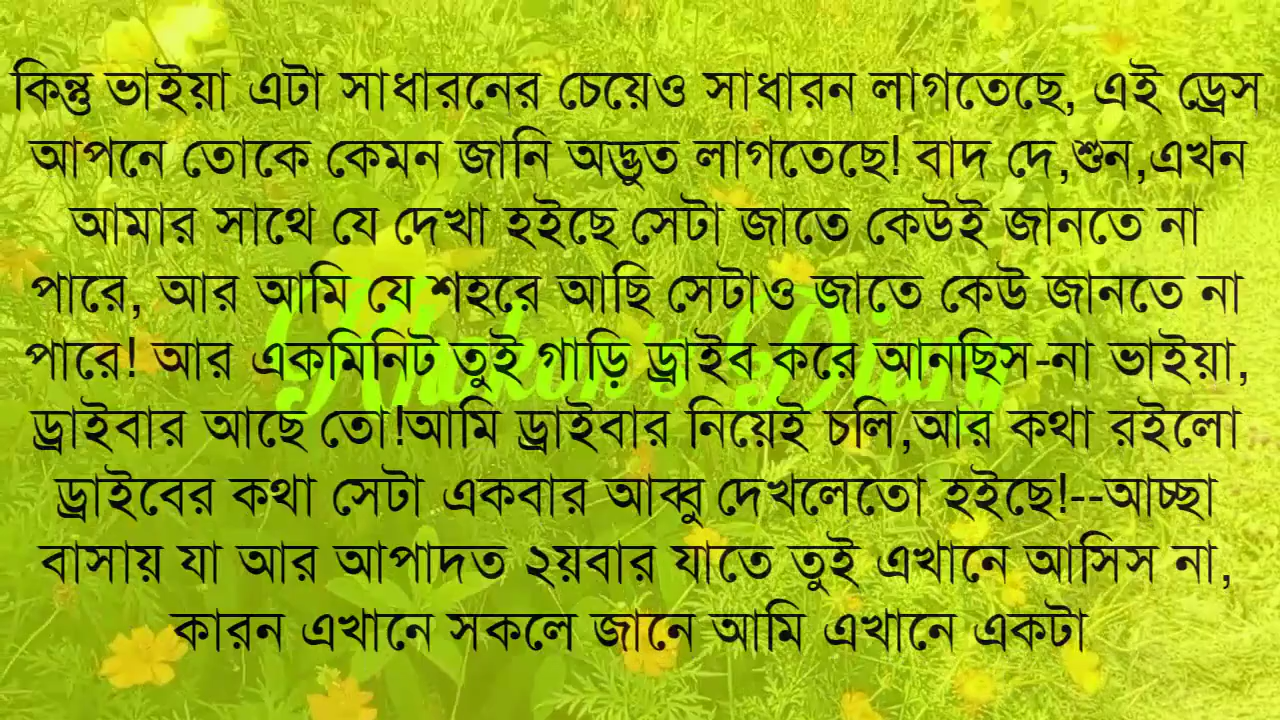 কিন্তু ভাইয়া এটা সাধারনের চেয়েও সাধারন লাগতেছে, এই ড্রেস
আপনে তোকে কেমন জানি অদ্ভুত লাগতেছে! বাদ দে,শুন,এখন
আমার সাথে যে দেখা হইছে সেটা জাতে কেউই জানতে না
পারে, আর আমি যে শহরে আছি সেটাও জাতে কেউ জানতে না
পারে! আর একমিনিট তুই গাড়ি ড্রাইব করে আনছিস-না ভাইয়া,
ড্রাইবার আছে তো!আমি ড্রাইবার নিয়েই চলি,আর কথা রইলো
ড্রাইবের কথা সেটা একবার আব্বু দেখলেতো হইছে!--আচ্ছা
বাসায় যা আর আপাদত ২য়বার যাতে তুই এখানে আসিস না,
কারন এখানে সকলে জানে আমি এখানে একটা